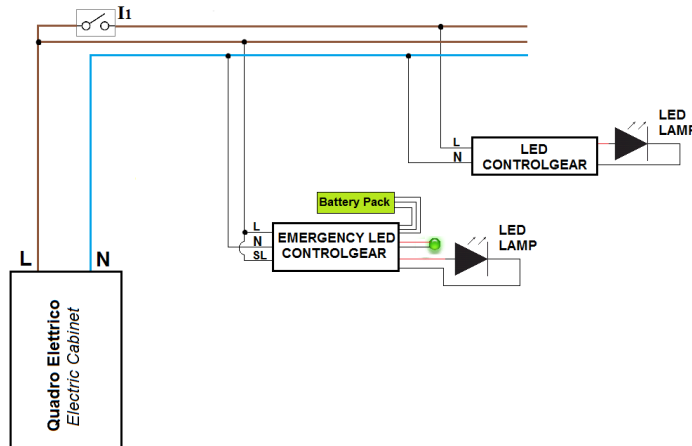 I1
LED
LAMP
L
N
LED
CONTROLGEAR
Battery Pack
L
N
SL
EMERGENCY LED
CONTROLGEAR
LED
LAMP
L
N
Quadro Elettrico
Electric Cabinet